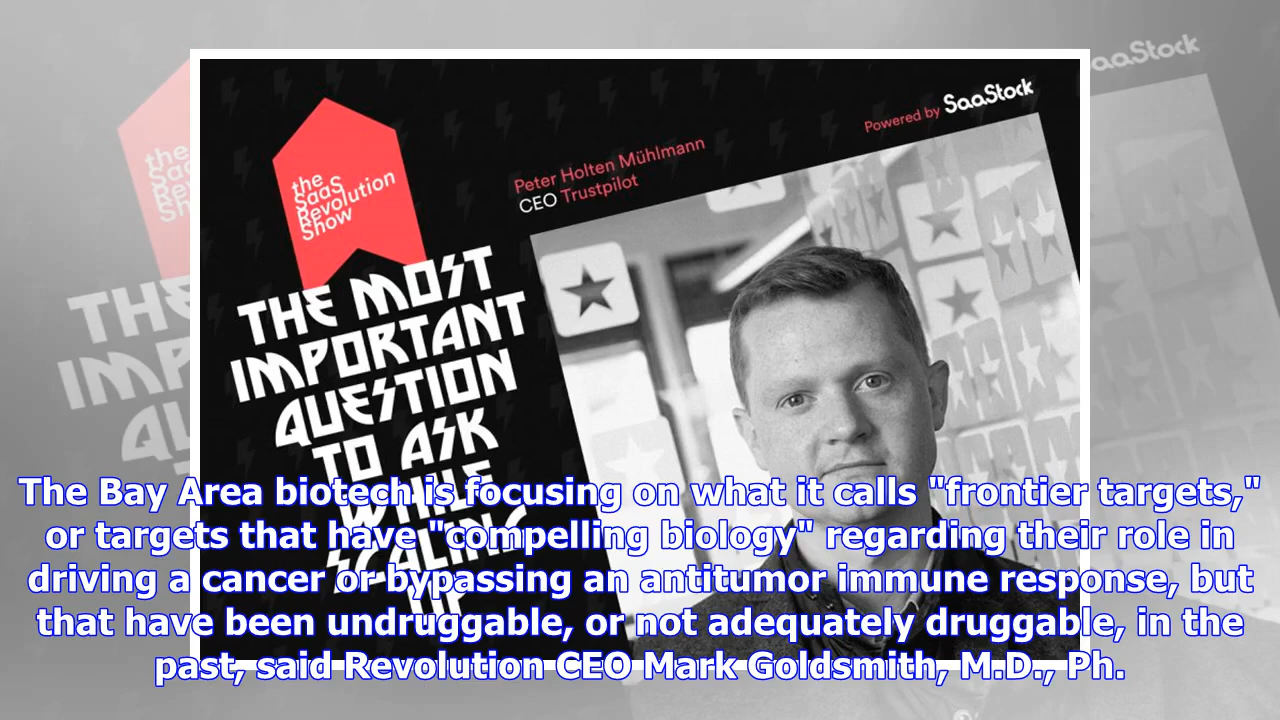 the
SaaS
Revolution
Show
Peter Holten Mühlmann
CEO Trustpilot
Powered by SaaStock
THE MOST
IMPORTANT
QUESTION
TO ASK
WHILE
SCALING
UP
The Bay Area biotech is focusing on what it calls "frontier targets,"
or targets that have "compelling biology" regarding their role in
driving a cancer or bypassing an antitumor immune response, but
that have been undruggable, or not adequately druggable, in the
past, said Revolution CEO Mark Goldsmith, M.D., Ph.